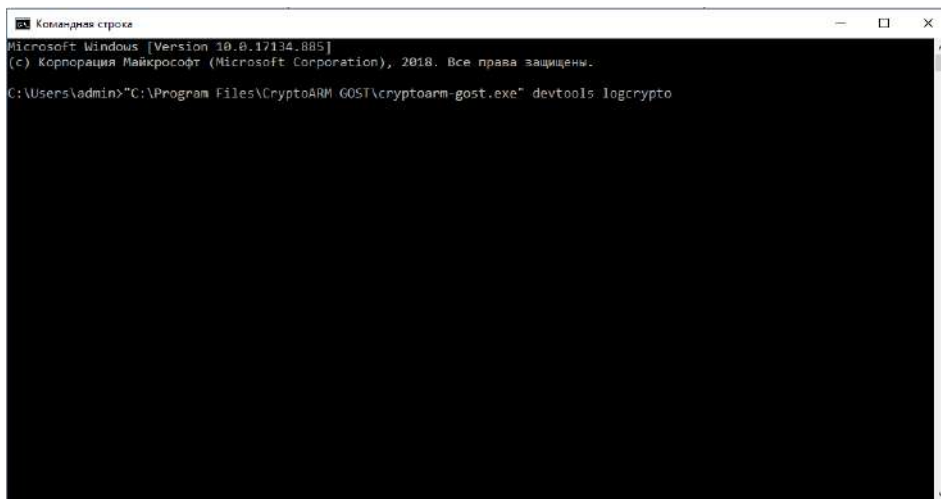 Командная строка
Microsoft Windows [Version 10.0.17134.885]
(c) Корпорация Майкрософт (Microsoft Corporation), 2018. Все права защищены.
C:\Users\admin>"C:\Program Files\CryptoARM GOST\cryptoarm-gost.exe" devtools logcrypto